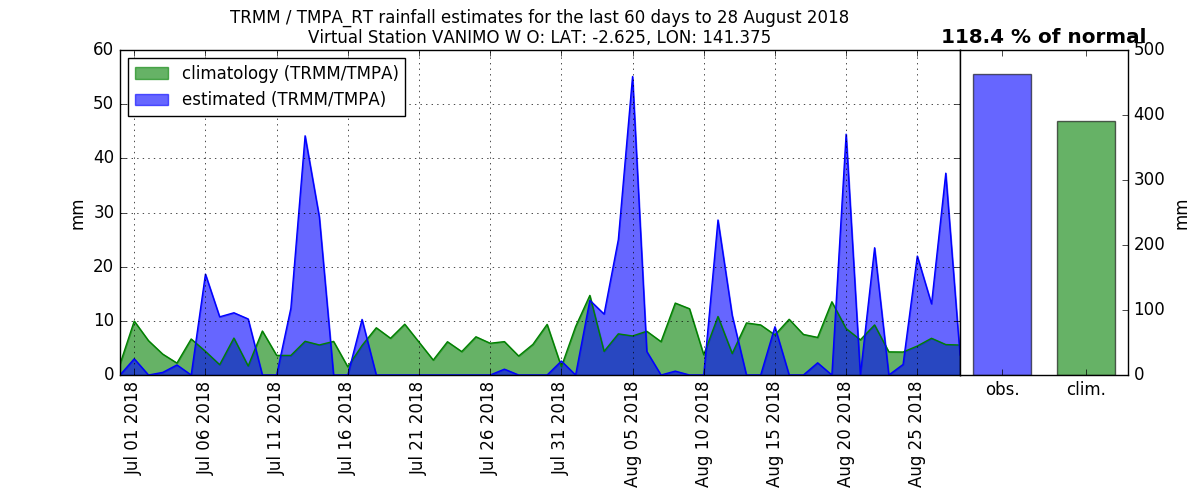 TRMM / TMPA_RT rainfall estimates for the last 60 days to 28 August 2018
Virtual Station VANIMO W O: LAT: -2.625, LON: 141.375
118.4 % of normal
climatology (TRMM/TMPA)
estimated (TRMM/TMPA)
60
50
40
30
20
10
0
mm
Jul 01 2018
Jul 06 2018
Jul 11 2018
Jul 16 2018
Jul 21 2018
Jul 26 2018
Jul 31 2018
Aug 05 2018
Aug 10 2018
Aug 15 2018
Aug 20 2018
Aug 25 2018
500
400
300
200
100
0
mm
obs.
clim.